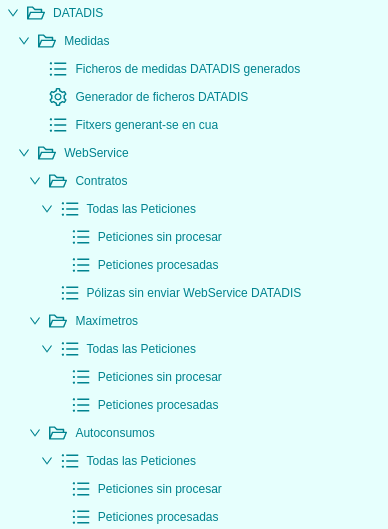 DATADIS
Medidas
Ficheros de medidas DATADIS generados
Generador de ficheros DATADIS
Fitxers generant-se en cua
WebService
Contratos
Todas las Peticiones
Peticiones sin procesar
Peticiones procesadas
Pólizas sin enviar WebService DATADIS
Maxímetros
Todas las Peticiones
Peticiones sin procesar
Peticiones procesadas
Autoconsumos
Todas las Peticiones
Peticiones sin procesar
Peticiones procesadas